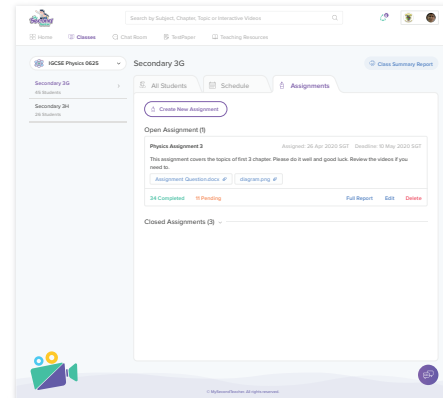 my Second Teacher
Search by Subject, Chapter, Topic or Interactive Videos
Home
Classes
Chat Room
TestPaper
Teaching Resources
IGCSE Physics 0625
Secondary 3G
Class Summary Report
Secondary 3G
Secondary 3H
All Students
Schedule
Assignments
Create New Assignment
Open Assignment (1)
Physics Assignment 3
Assigned: 26 Apr 2020 SGT
Deadline: 10 May 2020 SGT
This assignment covers the topics of first 3 chapter. Please do it well and good luck. Review the videos if you
need to.
Assignment Question.docx
diagram.png
34 Completed
11 Pending
Full Report
Edit
Delete
Closed Assignments (3)
© MySecondTeacher. All rights reserved.